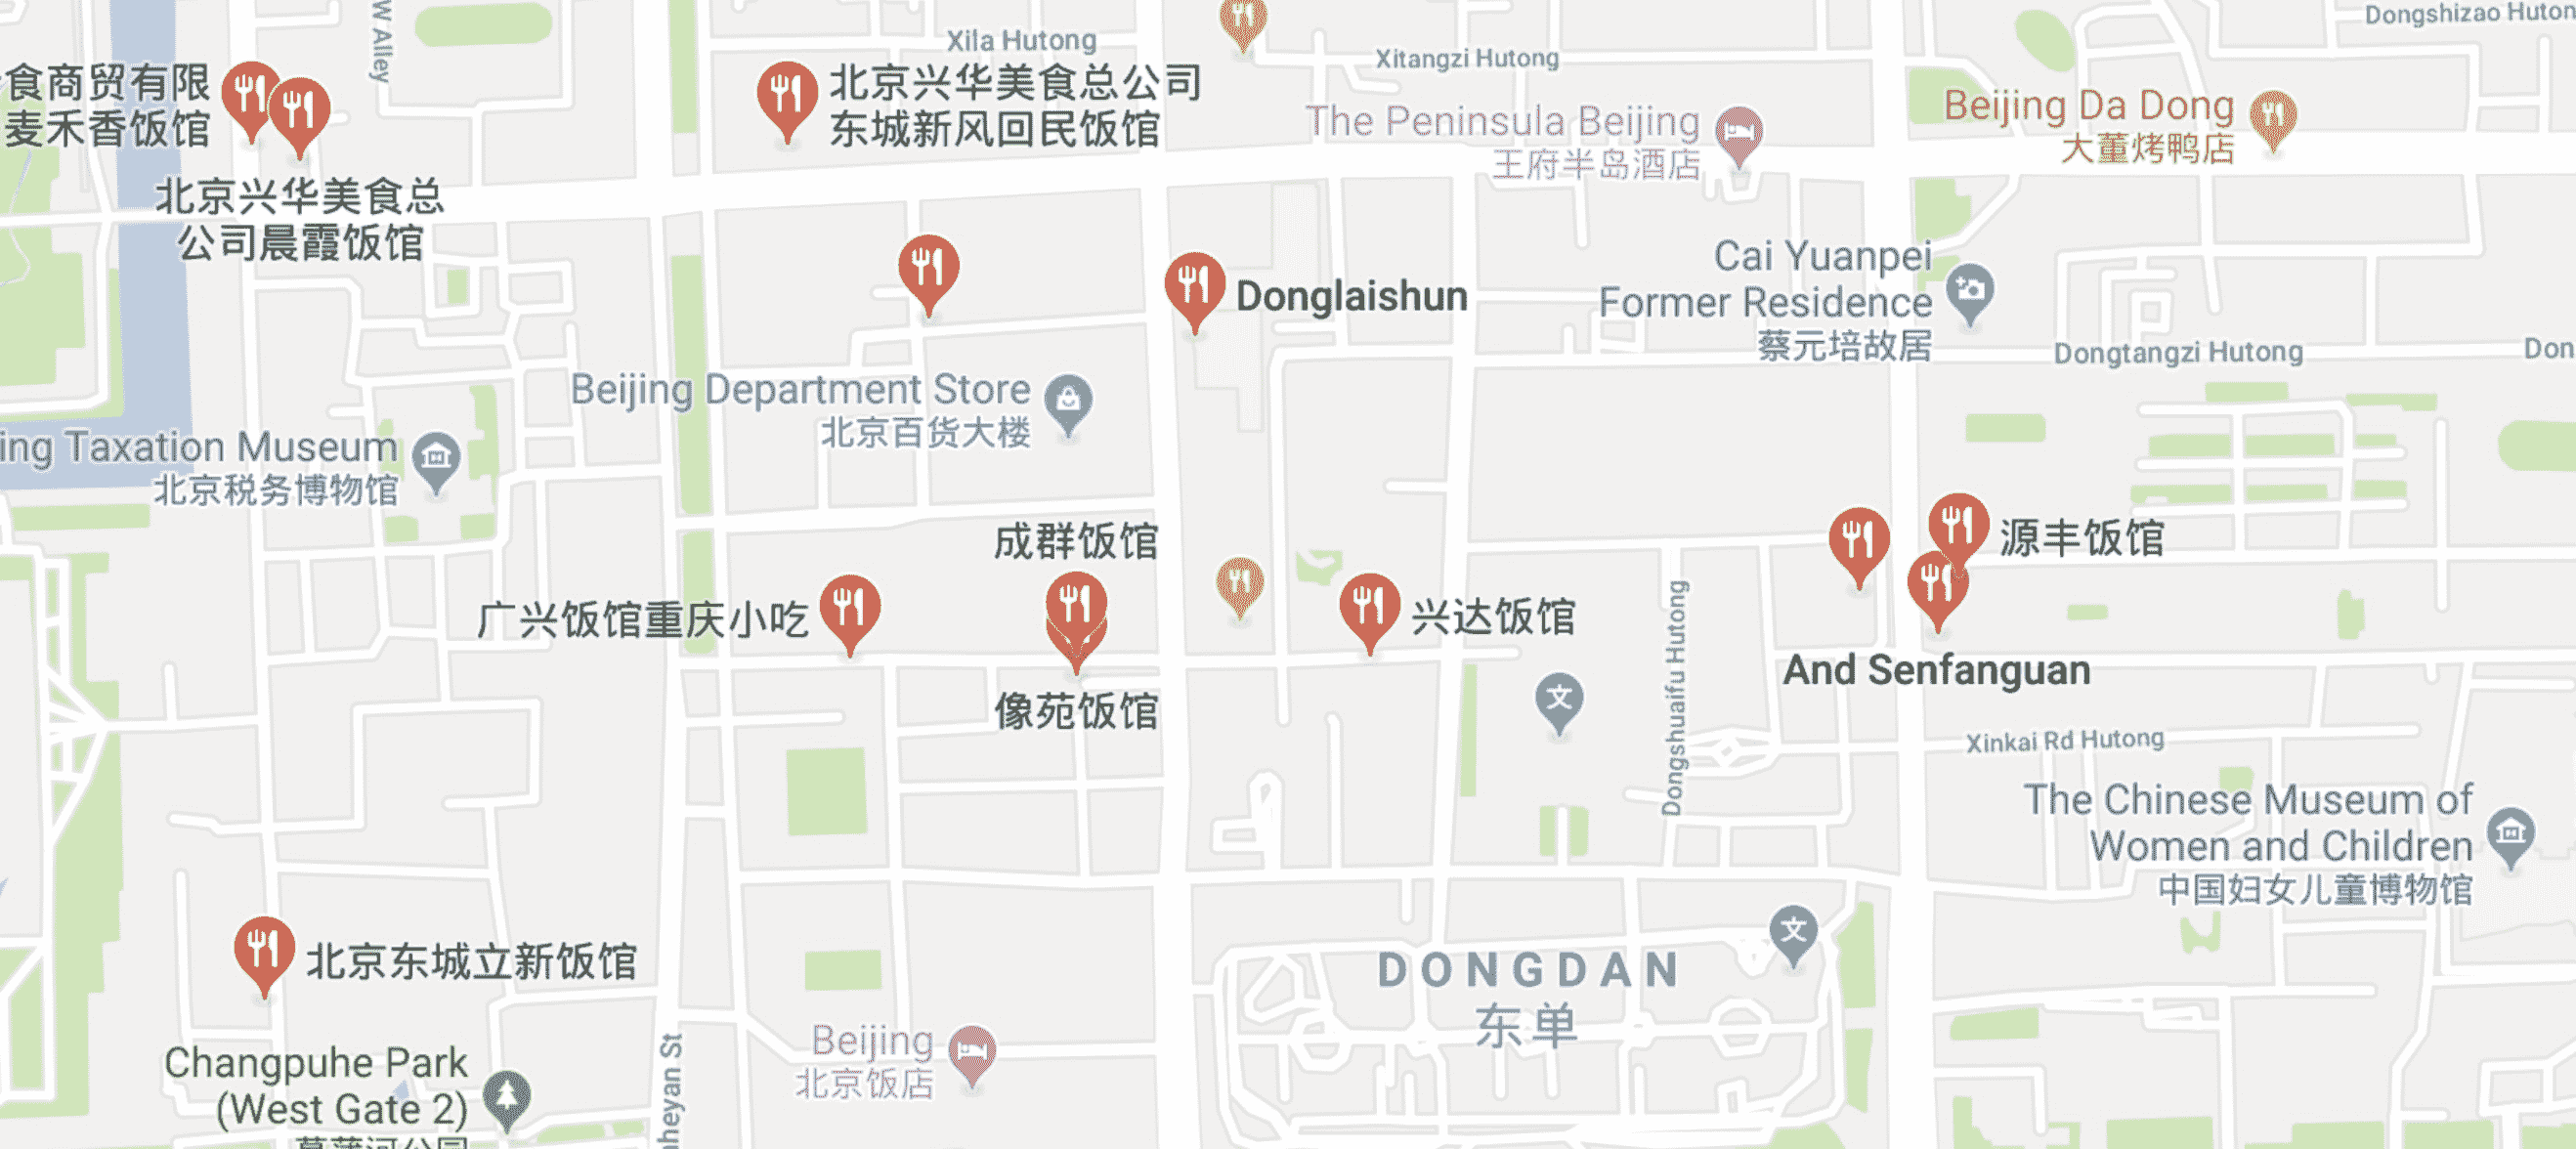 W Alley
Xila Hutong
Xitangzi Hutong
Dongshizao Huton
食商贸有限
麦禾香饭馆
北京兴华美食总公司
东城新风回民饭馆
The Peninsula Beijing
王府半岛酒店
Beijing Da Dong
大董烤鸭店
北京兴华美食总
公司晨霞饭馆
Donglaishun
Cai Yuanpei
Former Residence
蔡元培故居
Dongtangzi Hutong
Don
Beijing Department Store
北京百货大楼
ing Taxation Museum
北京税务博物馆
成群饭馆
源丰饭馆
广兴饭馆重庆小吃
兴达饭馆
文
Dongshuaifu Hutong
And Senfanguan
像苑饭馆
Xinkai Rd Hutong
The Chinese Museum of
Women and Children
中国妇女儿童博物馆
文
北京东城立新饭馆
DONGDAN
东单
Beijing
北京饭店
heyan St
Changpuhe Park
(West Gate 2)